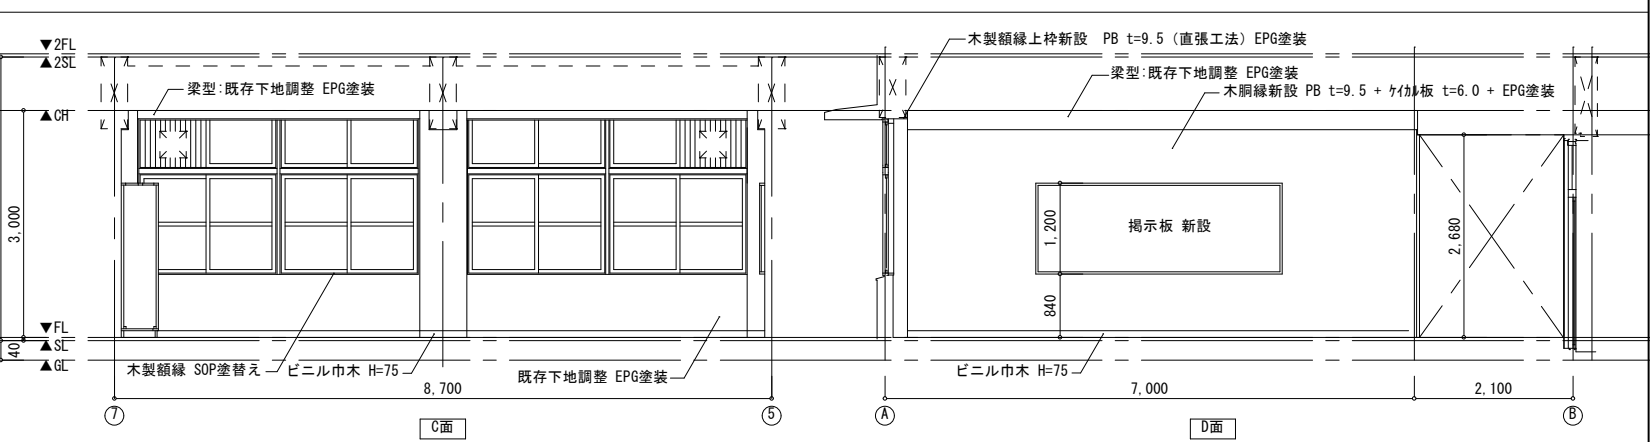 ▼2FL
▲2SL
梁型:既存下地調整 EPG塗装
▲CH
3,000
▼FL
▲SL
40
▲GL
木製額縁 SOP塗替え
ビニル巾木 H=75
既存下地調整 EPG塗装
8,700
7
5
C面
木製額縁上枠新設 PB t=9.5 (直張工法) EPG塗装
梁型:既存下地調整 EPG塗装
木胴縁新設 PB t=9.5 + ケイカル板 t=6.0 + EPG塗装
掲示板 新設
1,200
840
2,680
ビニル巾木 H=75
7,000
2,100
A
B
D面